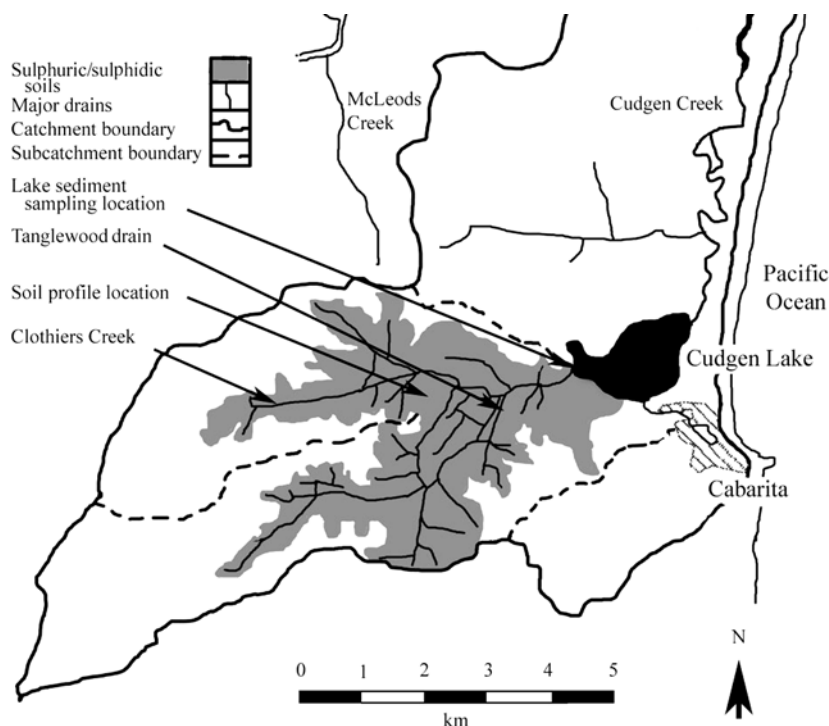 Sulphuric/sulphidic
soils
Major drains
Catchment boundary
Subcatchment boundary
Lake sediment
sampling location
Tanglewood drain
Soil profile location
Clothiers Creek
McLeods
Creek
Cudgen Creek
Pacific
Ocean
Cudgen Lake
Cabarita
N
0 1 2 3 4 5
km